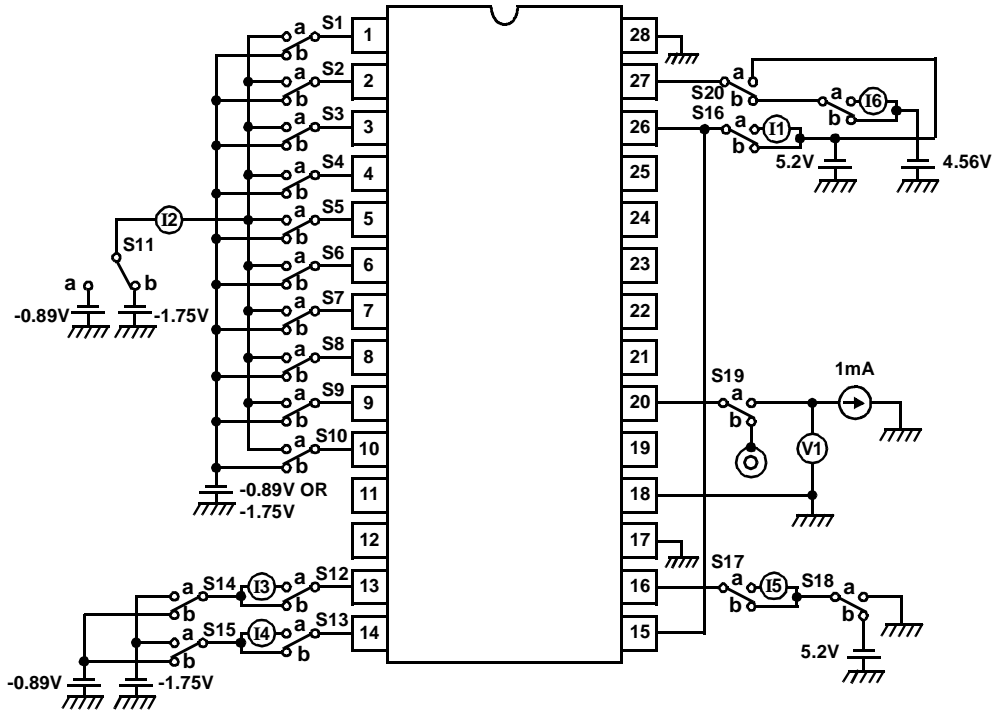 a S1 1 28
b
a S2 2 27 a
b S20 b a I6
S16 b
a S3 3 26 a I1
b b
5.2V 4.56V
a S4 4 25
b
I2 a S5 5 24
b
S11
a b
-0.89V -1.75V
a S6 6 23
b
a S7 7 22
b
a S8 8 21
b
S19 1mA
a S9 9 20 a
b b
a S10 10 19 V1
b
-0.89V OR
-1.75V
11 18
12 17
S17
a S14 I3 a S12 13 16 a I5 S18 a
b b b b
a S15 I4 a S13 14 15
b b
5.2V
-0.89V -1.75V